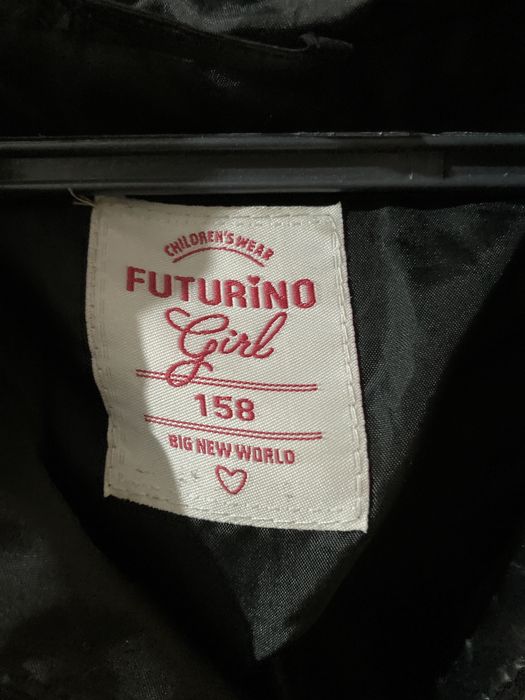 CHILDREN'S WEAR
FUTURiNO
Girl
158
BIG NEW WORLD